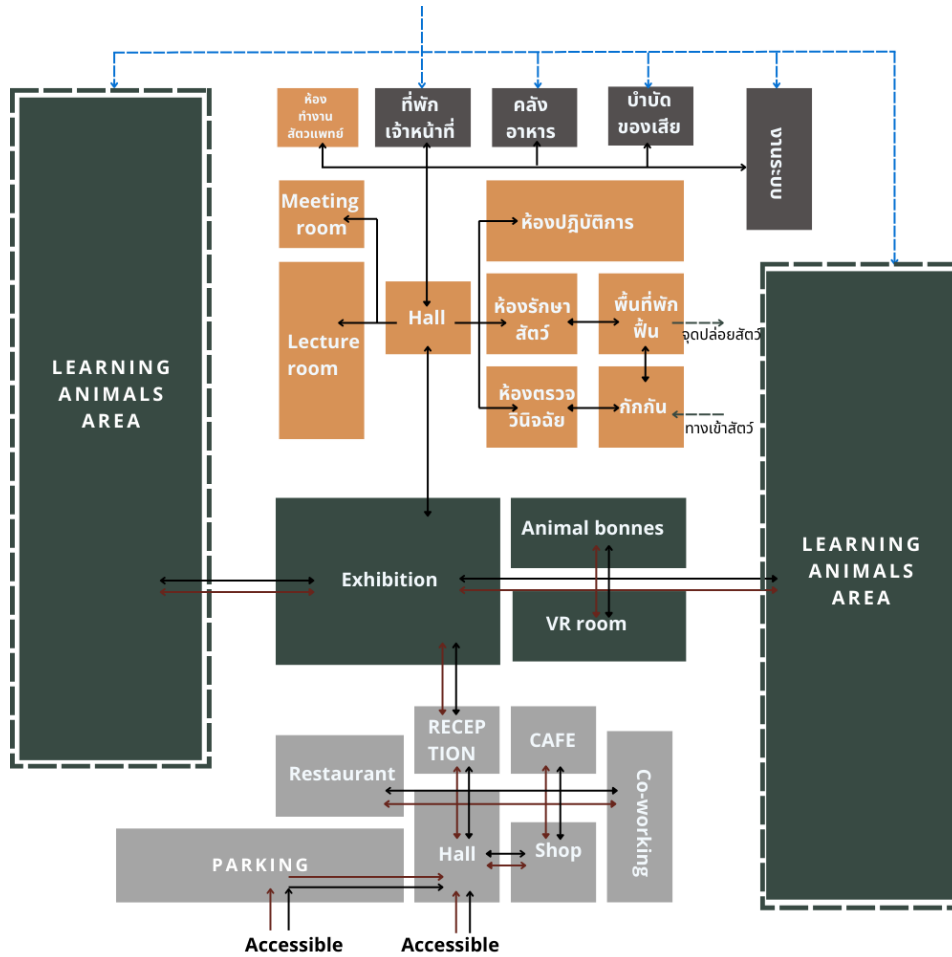 ห้อง
ทำงาน
สัตวแพทย์
ที่พัก
เจ้าหน้าที่
คลัง
อาหาร
บำบัด
ของเสีย
งานระบบ
Meeting
room
ห้องปฎิบัติการ
Lecture
room
Hall
ห้องรักษา
สัตว์
พื้นที่พัก
ฟื้น
จุดปล่อยสัตว์
ห้องตรวจ
วินิจฉัย
กักกัน
ทางเข้าสัตว์
LEARNING
ANIMALS
AREA
Exhibition
Animal bonnes
VR room
LEARNING
ANIMALS
AREA
RECEP
TION
CAFE
Restaurant
Co-working
PARKING
Hall
Shop
Accessible
Accessible